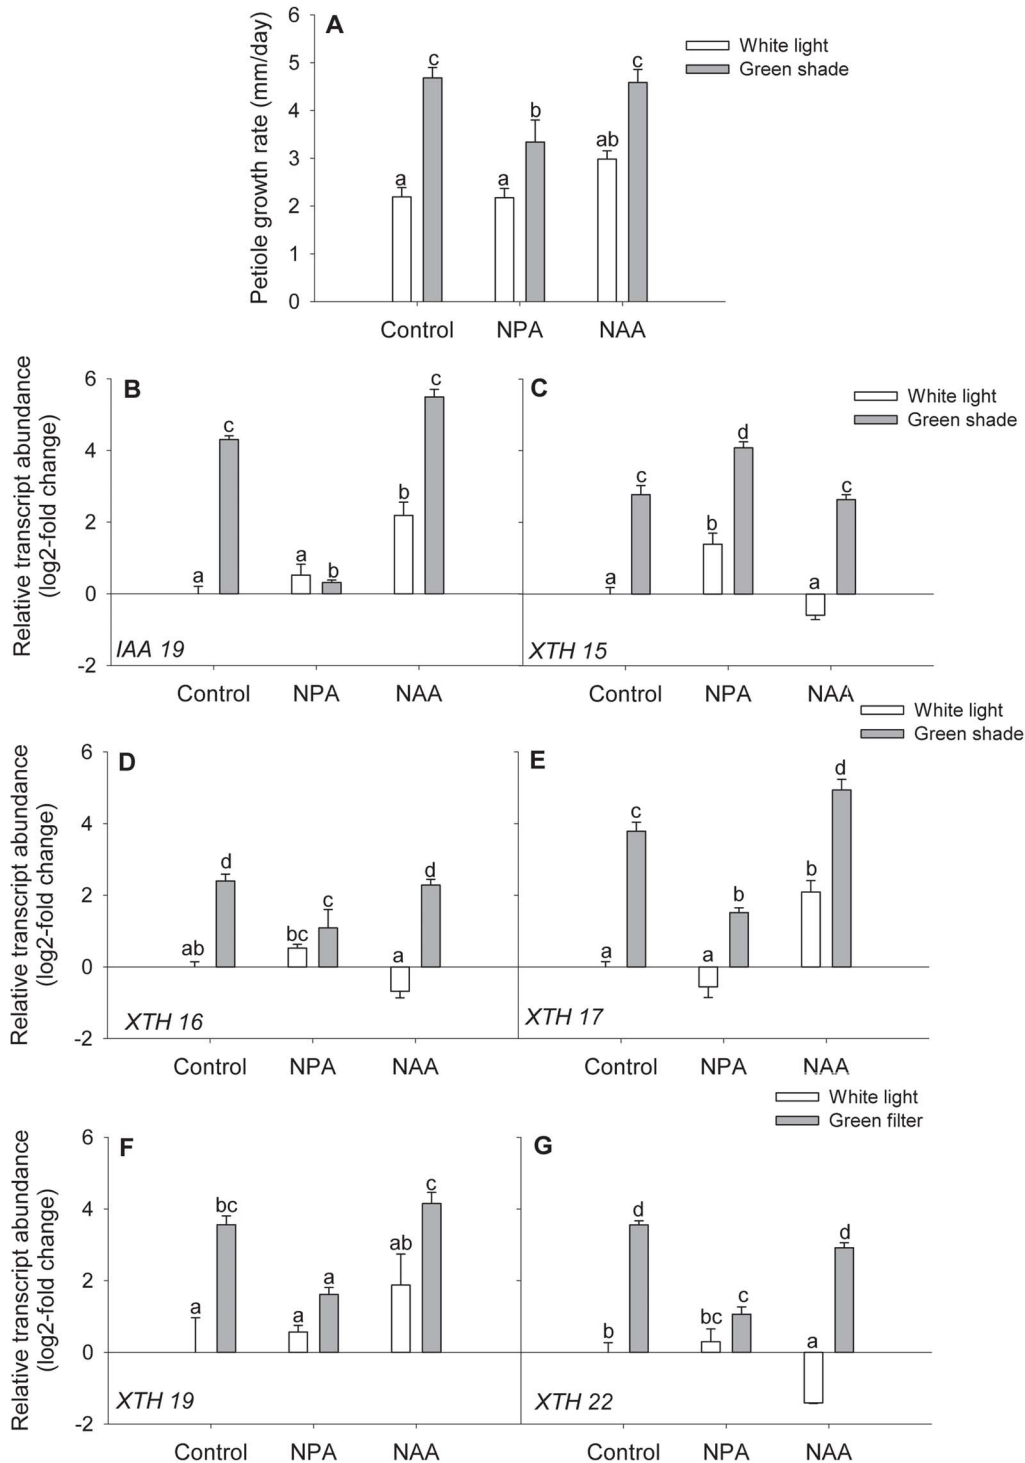 A
Petiole growth rate (mm/day)
6
5
4
3
2
1
0
a
c
a
b
ab
c
Control
NPA
NAA
White light
Green shade
B
Relative transcript abundance
(log2-fold change)
6
4
2
0
-2
a
c
a
b
b
c
IAA 19
Control
NPA
NAA
C
a
c
b
d
a
c
XTH 15
Control
NPA
NAA
White light
Green shade
D
Relative transcript abundance
(log2-fold change)
6
4
2
0
-2
ab
d
bc
c
a
d
XTH 16
Control
NPA
NAA
E
a
c
a
b
b
d
XTH 17
Control
NPA
NAA
White light
Green shade
F
Relative transcript abundance
(log2-fold change)
6
4
2
0
-2
a
bc
a
a
ab
c
XTH 19
Control
NPA
NAA
G
b
d
bc
c
a
d
XTH 22
Control
NPA
NAA
White light
Green filter